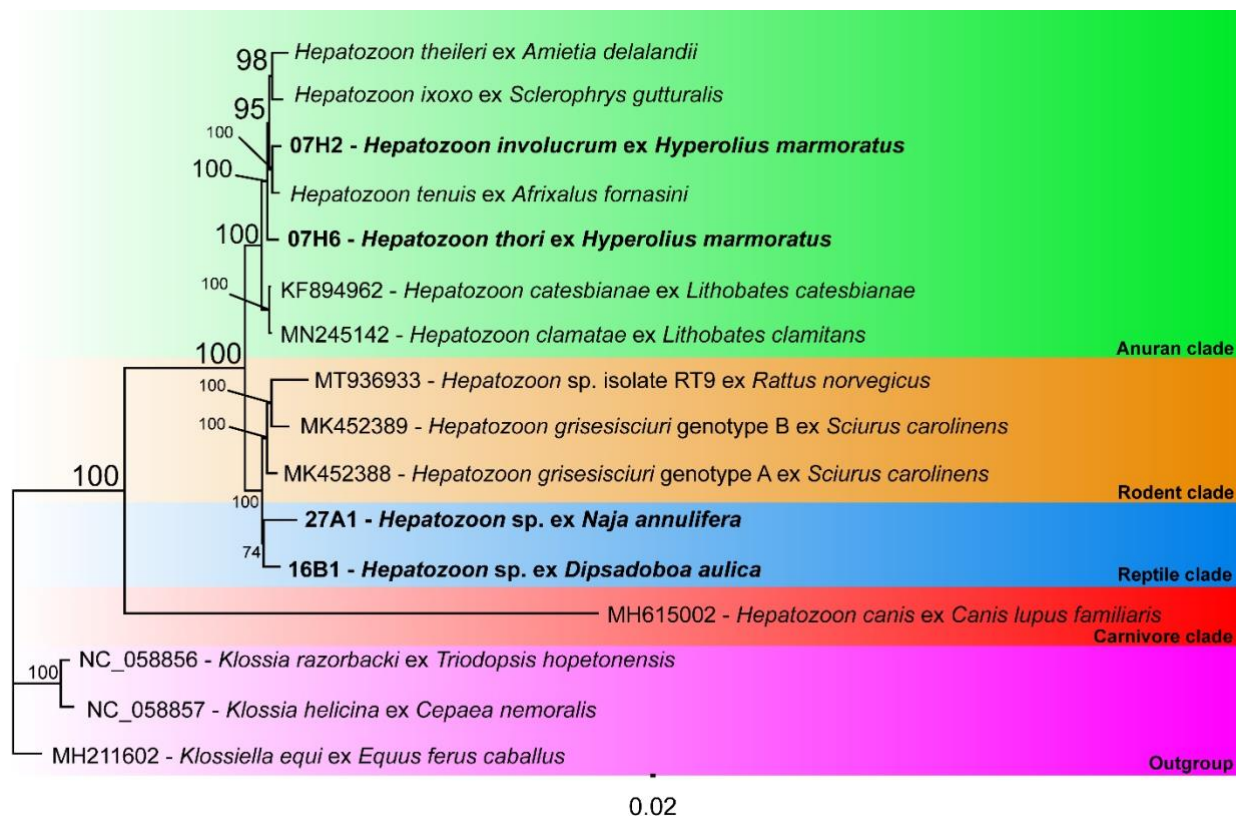 98
Hepatozoon theileri ex Amietia delalandii
95
Hepatozoon ixoxo ex Sclerophrys gutturalis
100
07H2 - Hepatozoon involucrum ex Hyperolius marmoratus
100
Hepatozoon tenuis ex Afrixalus fornasini
100
07H6 - Hepatozoon thori ex Hyperolius marmoratus
100
KF894962 - Hepatozoon catesbianae ex Lithobates catesbianae
MN245142 - Hepatozoon clamatae ex Lithobates clamitans
Anuran clade
100
100
MT936933 - Hepatozoon sp. isolate RT9 ex Rattus norvegicus
100
MK452389 - Hepatozoon grisesisciuri genotype B ex Sciurus carolinens
100
MK452388 - Hepatozoon grisesisciuri genotype A ex Sciurus carolinens
Rodent clade
100
27A1 - Hepatozoon sp. ex Naja annulifera
74
16B1 - Hepatozoon sp. ex Dipsadoboa aulica
Reptile clade
MH615002 - Hepatozoon canis ex Canis lupus familiaris
Carnivore clade
100
NC_058856 - Klossia razorbacki ex Triodopsis hopetonensis
NC_058857 - Klossia helicina ex Cepaea nemoralis
MH211602 - Klossiella equi ex Equus ferus caballus
Outgroup
0.02